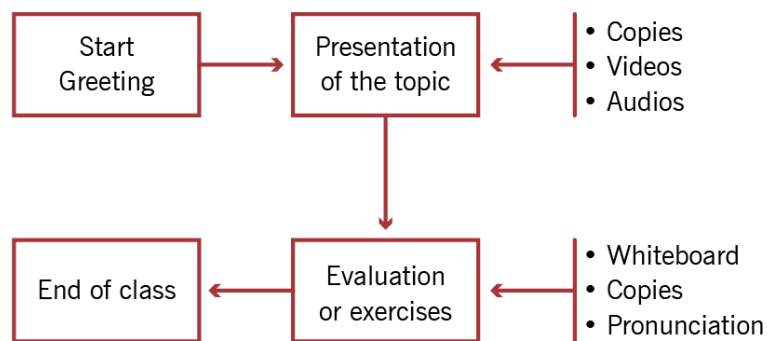 Start
Greeting
Presentation
of the topic
• Copies
• Videos
• Audios
End of class
Evaluation
or exercises
• Whiteboard
• Copies
• Pronunciation